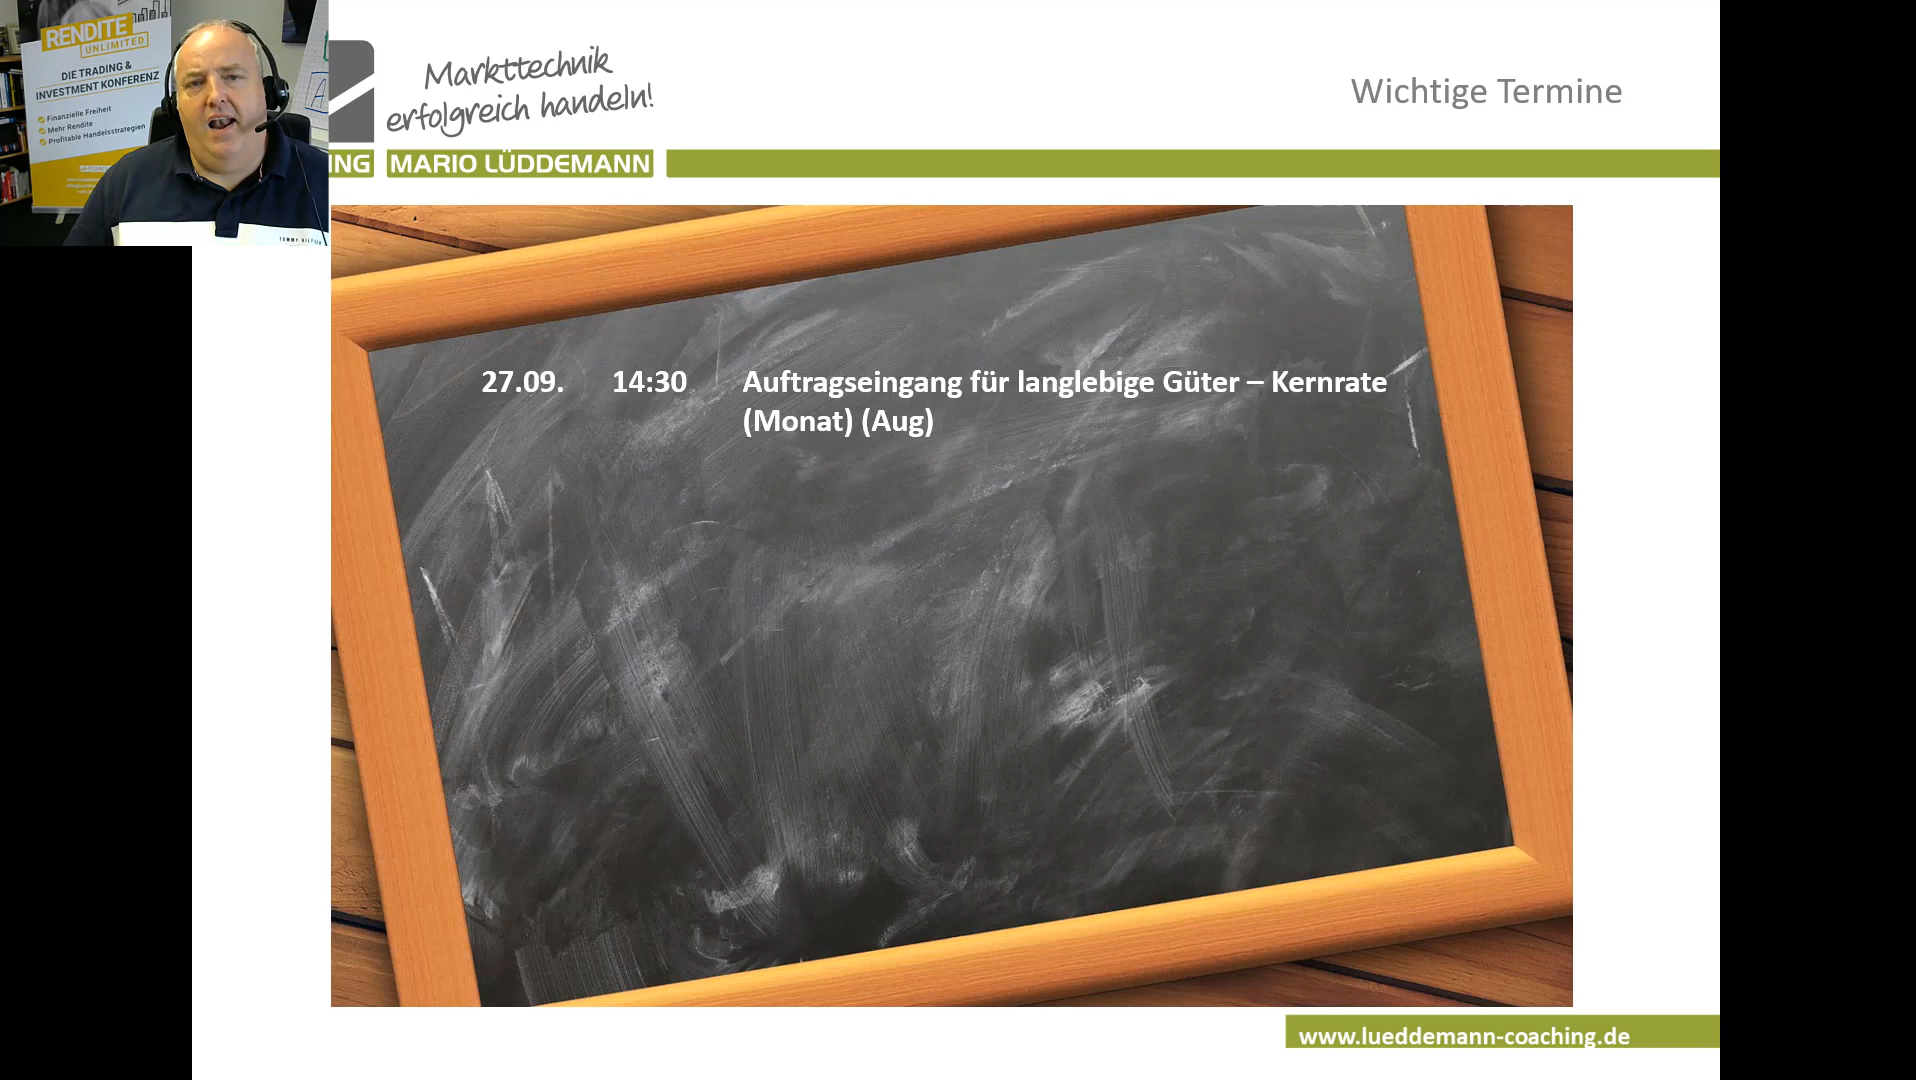 RENDITE
UNLIMITED
DIE TRADING &
INVESTMENT KONFERENZ
Finanzielle Freiheit
Mehr Rendite
Profitable Handelsstrategien
Markttechnik
erfolgreich handeln!
ING MARIO LÜDDEMANN
Wichtige Termine
27.09. 14:30 Auftragseingang für langlebige Güter – Kernrate
(Monat) (Aug)
www.lueddemann-coaching.de